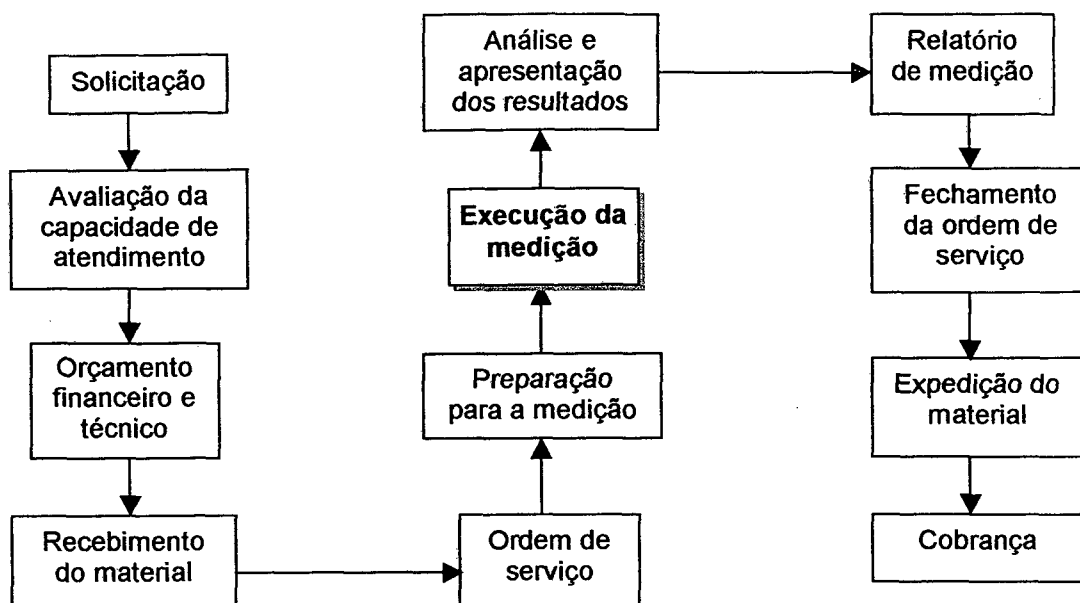 Solicitação
Avaliação da
capacidade de
atendimento
Orçamento
financeiro e
técnico
Recebimento
do material
Ordem de
serviço
Preparação
para a medição
Execução da
medição
Análise e
apresentação
dos resultados
Relatório
de medição
Fechamento
da ordem de
serviço
Expedição do
material
Cobrança